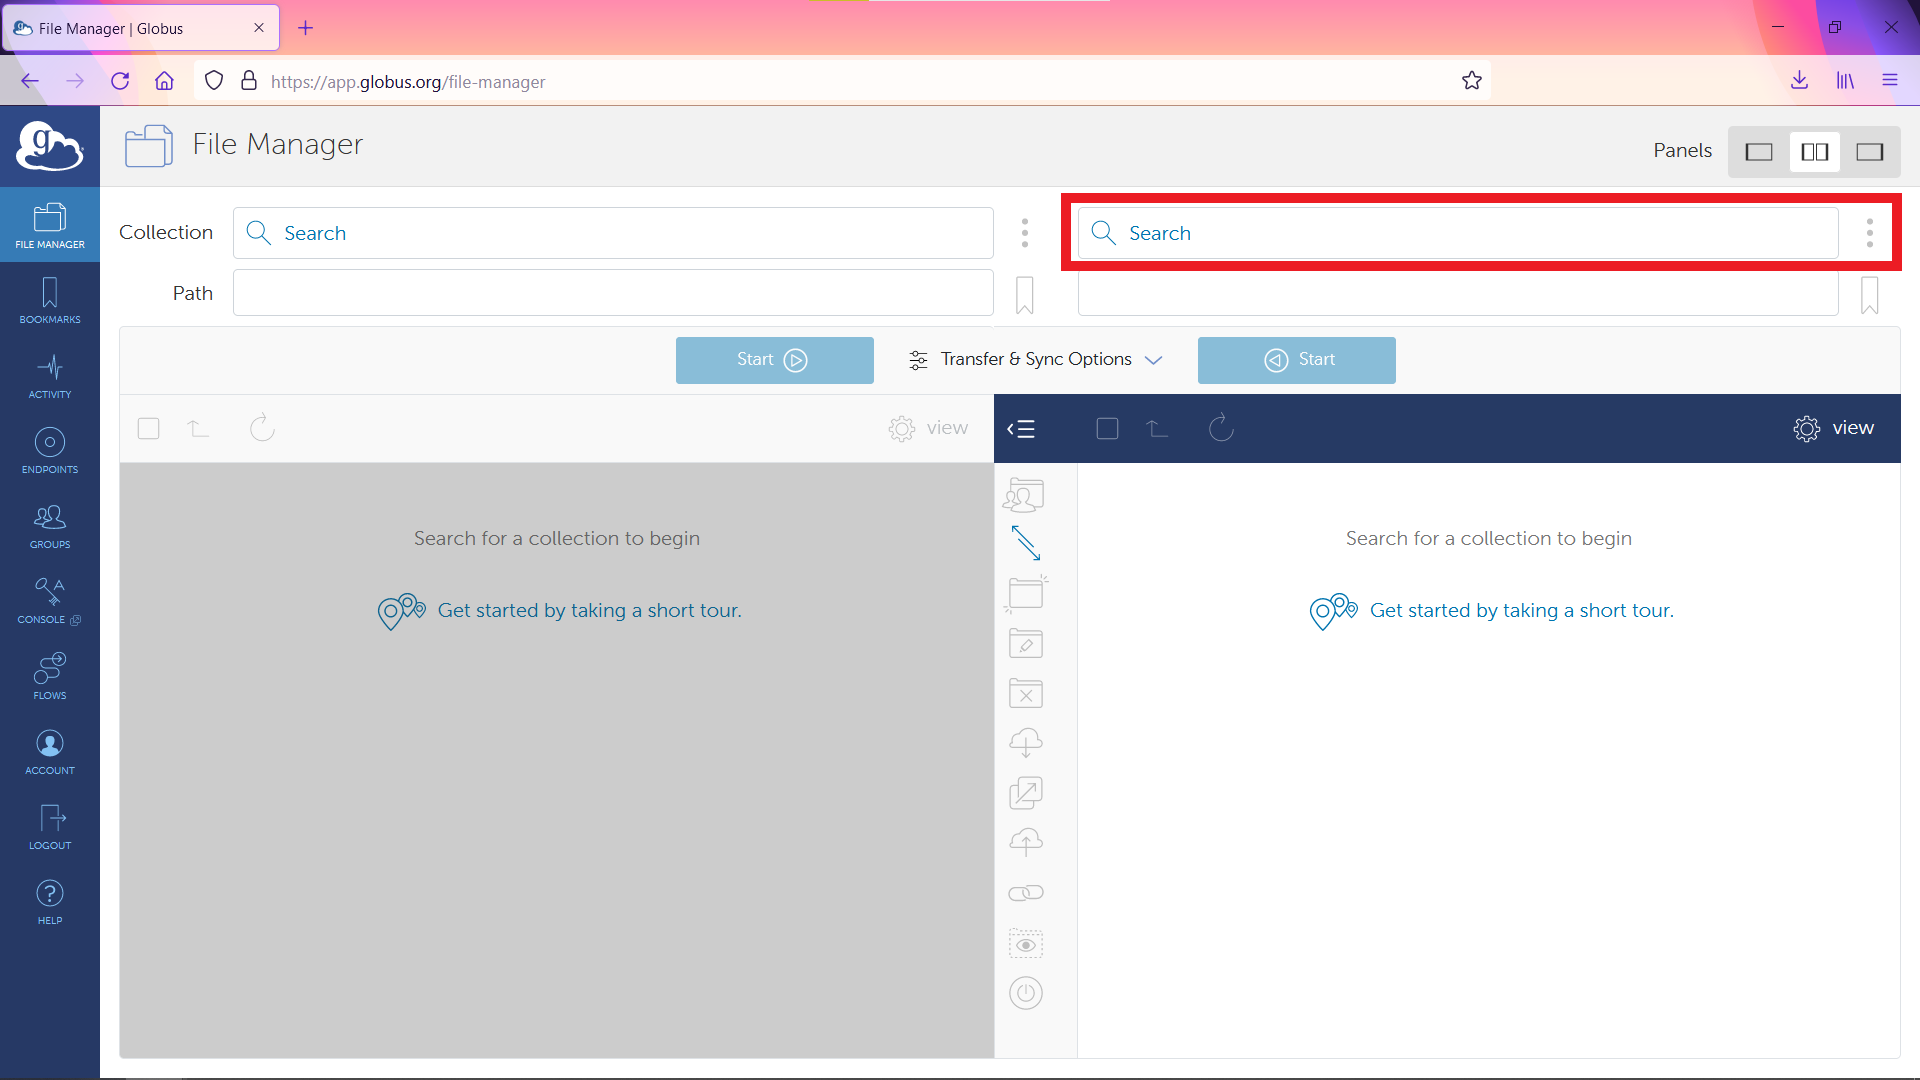 File Manager | Globus
https://app.globus.org/file-manager
g
File Manager
Panels
FILE MANAGER
BOOKMARKS
ACTIVITY
ENDPOINTS
GROUPS
CONSOLE
FLOWS
ACCOUNT
LOGOUT
HELP
Collection
Search
Search
Path
Start
Transfer & Sync Options
Start
view
view
Search for a collection to begin
Get started by taking a short tour.
Search for a collection to begin
Get started by taking a short tour.